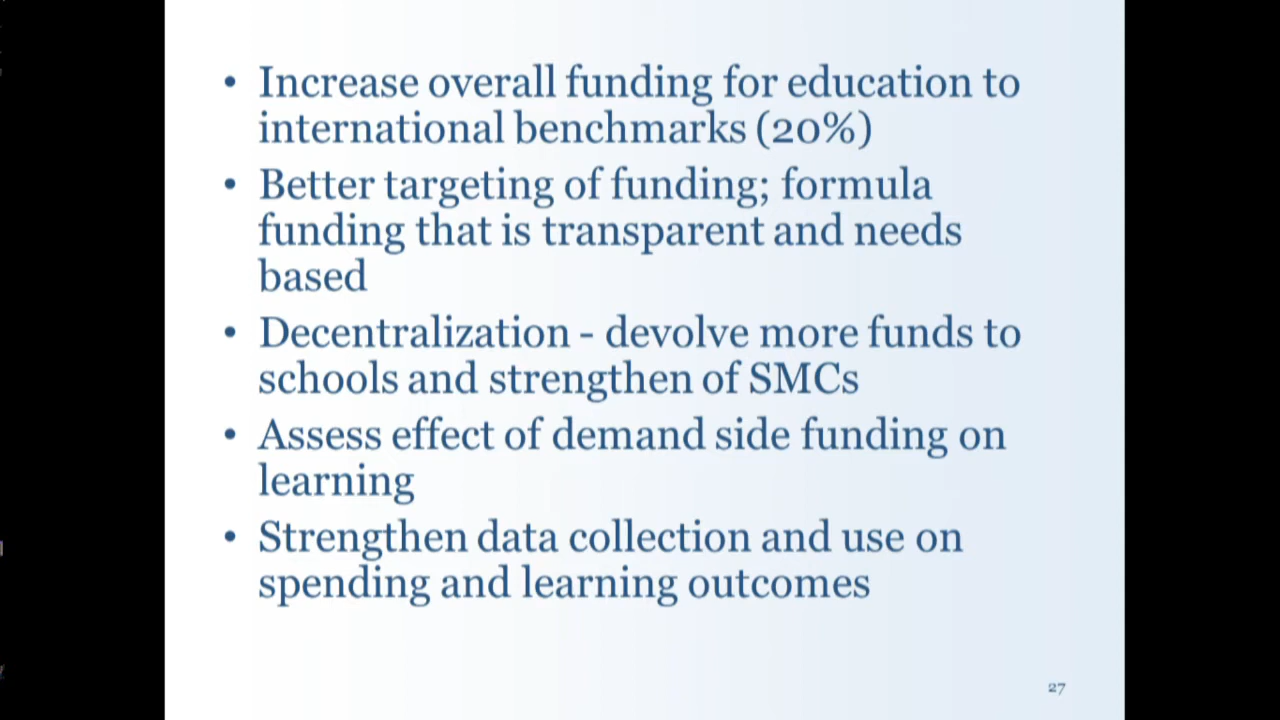 • Increase overall funding for education to
international benchmarks (20%)
• Better targeting of funding; formula
funding that is transparent and needs
based
• Decentralization - devolve more funds to
schools and strengthen of SMCs
• Assess effect of demand side funding on
learning
• Strengthen data collection and use on
spending and learning outcomes
27